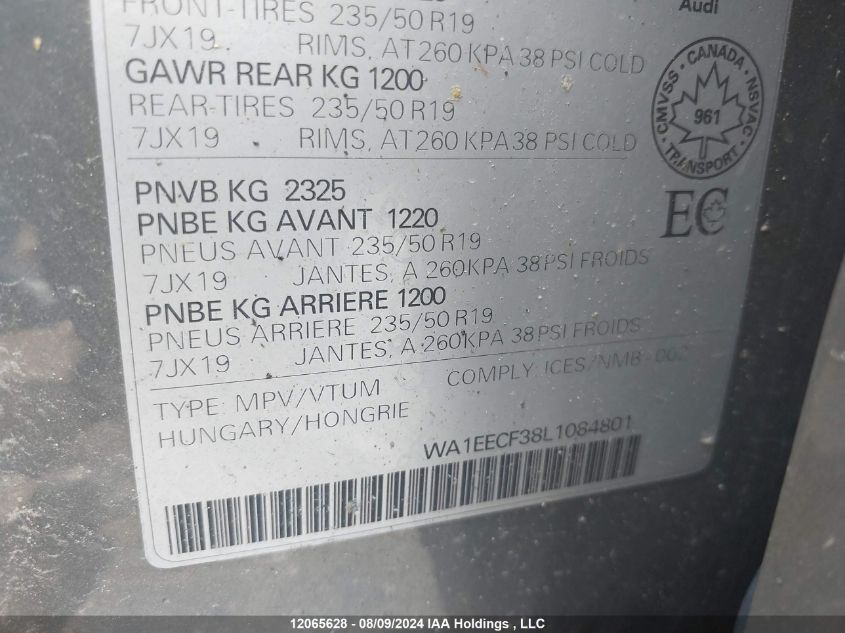 FRONT-TIRES 235/50 R19
7JX19 RIMS, AT 260 KPA 38 PSI COLD
GAWR REAR KG 1200
REAR-TIRES 235/50 R19
7JX19 RIMS, AT 260 KPA 38 PSI COLD
Audi
CMVSS · CANADA · NSVAC
961
TRANSPORT
EC
PNVB KG 2325
PNBE KG AVANT 1220
PNEUS AVANT 235/50 R19
7JX19 JANTES, A 260KPA 38 PSI FROIDS
PNBE KG ARRIERE 1200
PNEUS ARRIERE 235/50 R19
7JX19 JANTES, A 260KPA 38 PSI FROIDS
TYPE: MPV/VTUM COMPLY: ICES/NMB-002
HUNGARY/HONGRIE
WA1EECF38L1084801
12065628 - 08/09/2024 IAA Holdings , LLC